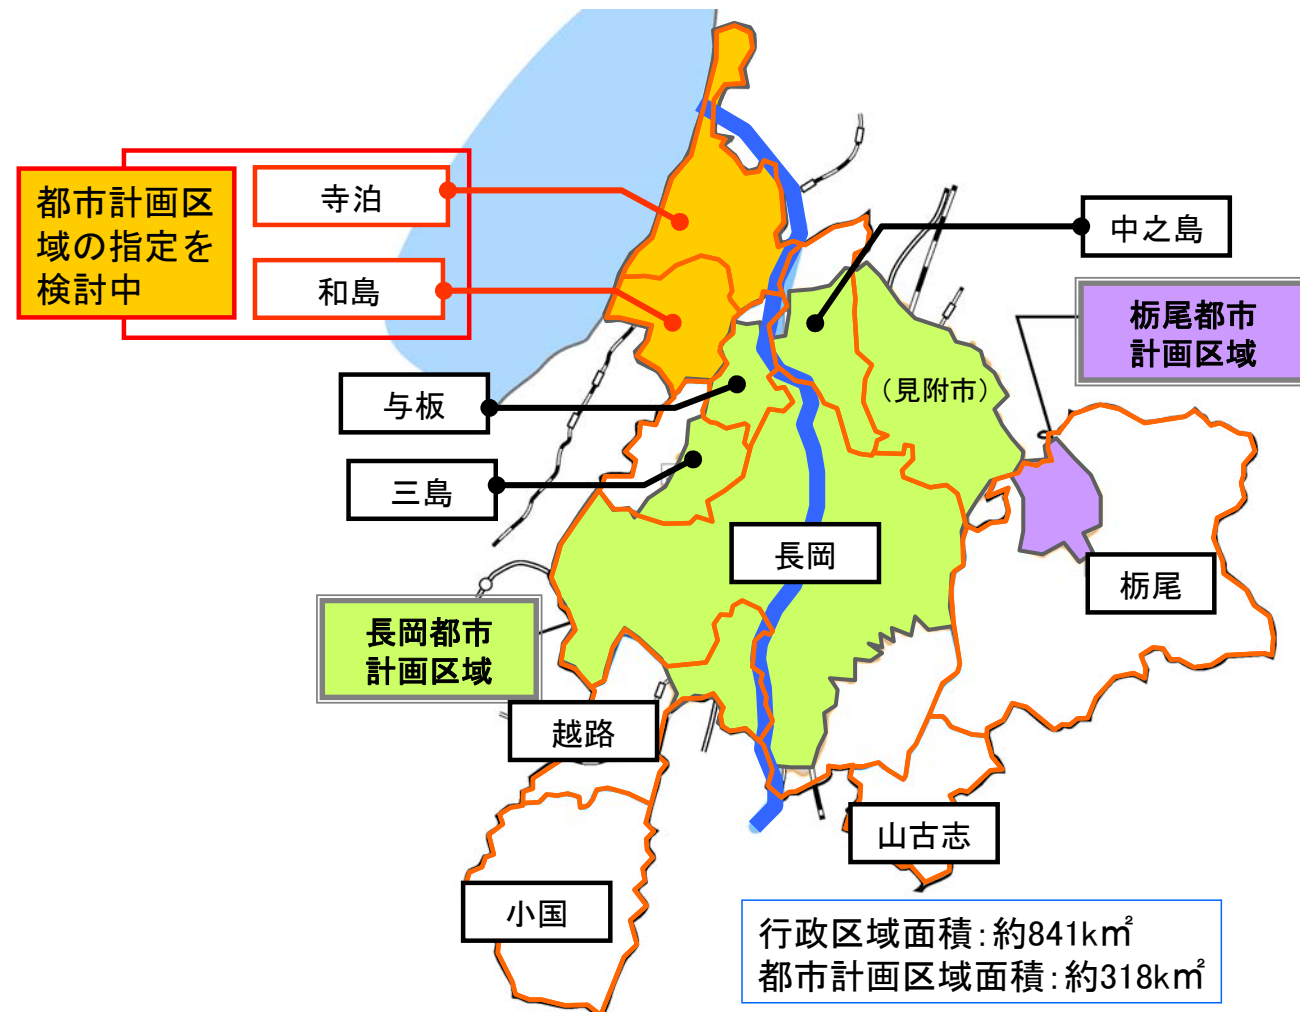 都市計画区
域の指定を
検討中
寺泊
和島
中之島
栃尾都市
計画区域
(見附市)
与板
三島
長岡
栃尾
長岡都市
計画区域
越路
山古志
小国
行政区域面積:約841k㎡
都市計画区域面積:約318k㎡